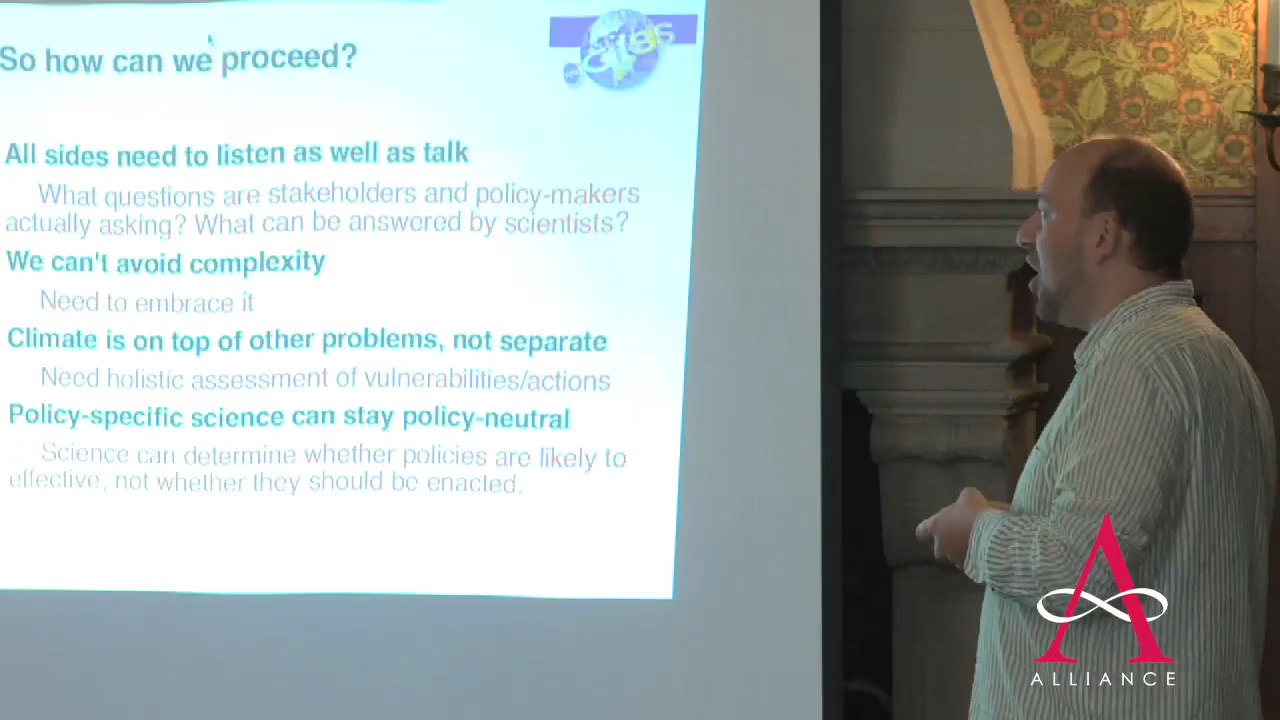 So how can we proceed?
GISS
All sides need to listen as well as talk
What questions are stakeholders and policy-makers
actually asking? What can be answered by scientists?
We can't avoid complexity
Need to embrace it
Climate is on top of other problems, not separate
Need holistic assessment of vulnerabilities/actions
Policy-specific science can stay policy-neutral
Science can determine whether policies are likely to
effective, not whether they should be enacted.
A
ALLIANCE